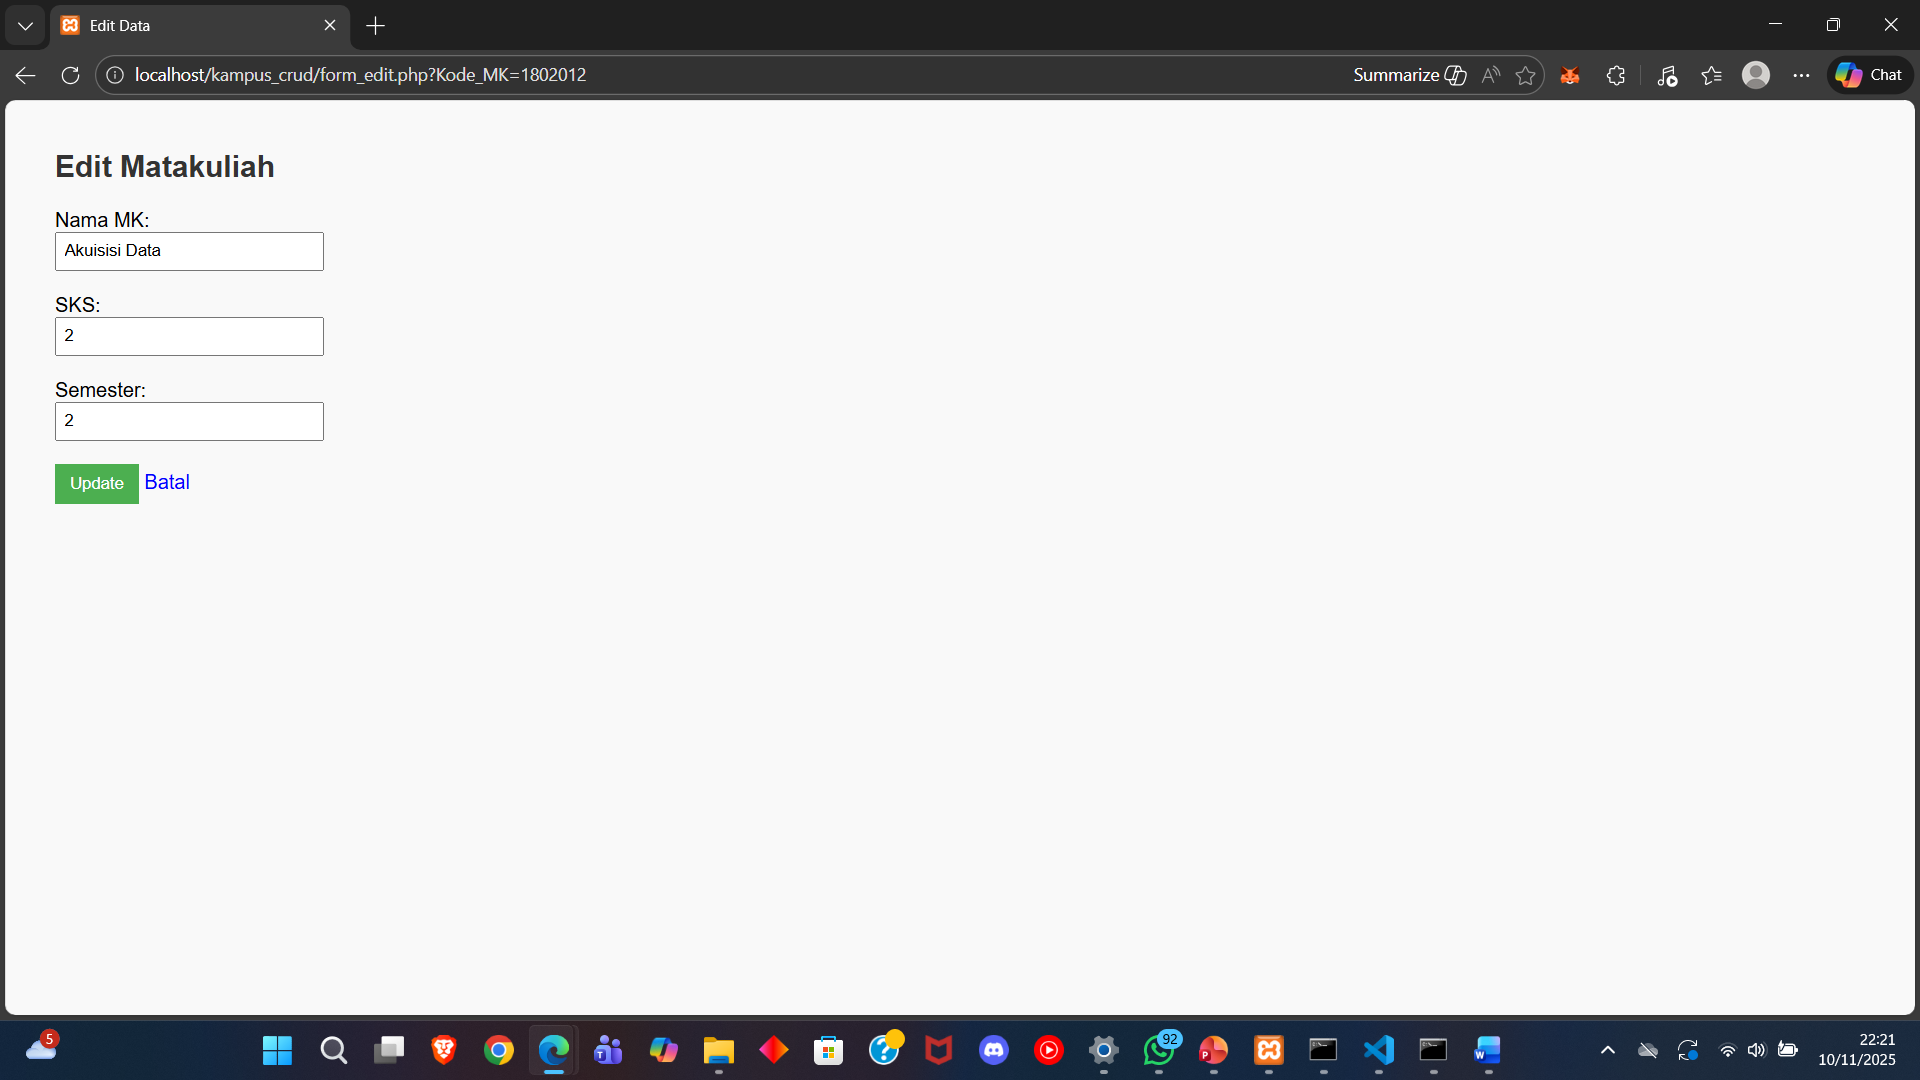 Edit Data
localhost/kampus_crud/form_edit.php?Kode_MK=1802012
Summarize
Chat
Edit Matakuliah
Nama MK:
Akuisisi Data
SKS:
2
Semester:
2
Update Batal
5
92
22:21
10/11/2025